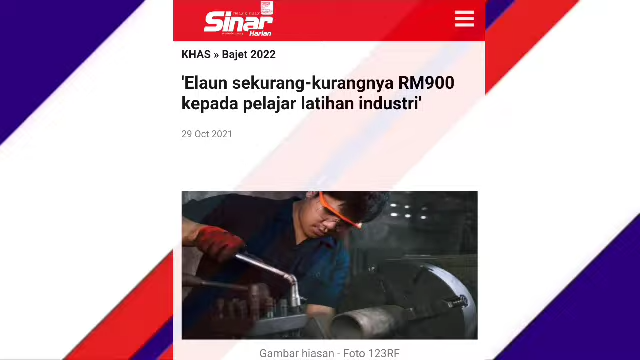 Sinar
Harian
KHAS » Bajet 2022
'Elaun sekurang-kurangnya RM900
kepada pelajar latihan industri'
29 Oct 2021
Gambar hiasan - Foto 123RF